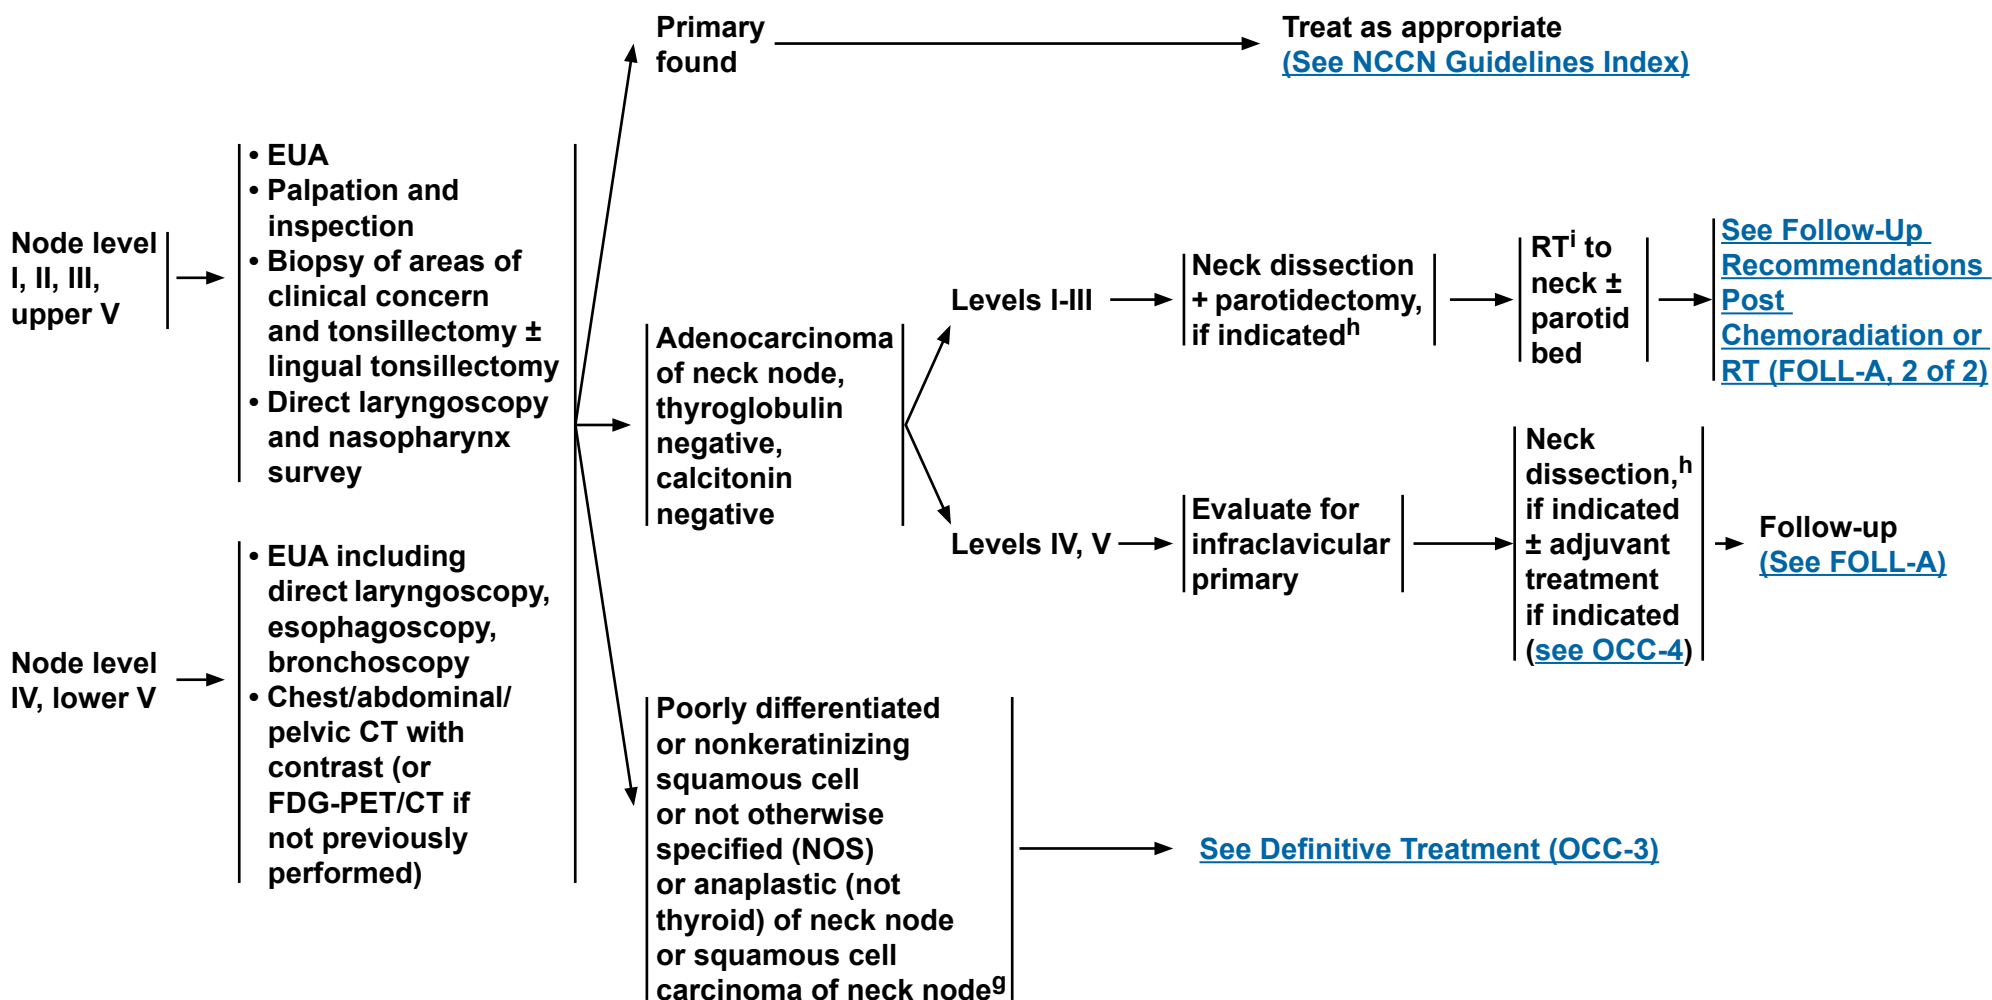 Primary
found
Treat as appropriate
(See NCCN Guidelines Index)
Node level
I, II, III,
upper V
• EUA
• Palpation and
inspection
• Biopsy of areas of
clinical concern
and tonsillectomy ±
lingual tonsillectomy
• Direct laryngoscopy
and nasopharynx
survey
Node level
IV, lower V
• EUA including
direct laryngoscopy,
esophagoscopy,
bronchoscopy
• Chest/abdominal/
pelvic CT with
contrast (or
FDG-PET/CT if
not previously
performed)
Adenocarcinoma
of neck node,
thyroglobulin
negative,
calcitonin
negative
Levels I-III
Neck dissection
+ parotidectomy,
if indicatedh
RTi to
neck ±
parotid
bed
See Follow-Up
Recommendations
Post
Chemoradiation or
RT (FOLL-A, 2 of 2)
Levels IV, V
Evaluate for
infraclavicular
primary
Neck
dissection,h
if indicated
± adjuvant
treatment
if indicated
(see OCC-4)
Follow-up
(See FOLL-A)
Poorly differentiated
or nonkeratinizing
squamous cell
or not otherwise
specified (NOS)
or anaplastic (not
thyroid) of neck node
or squamous cell
carcinoma of neck nodeg
See Definitive Treatment (OCC-3)